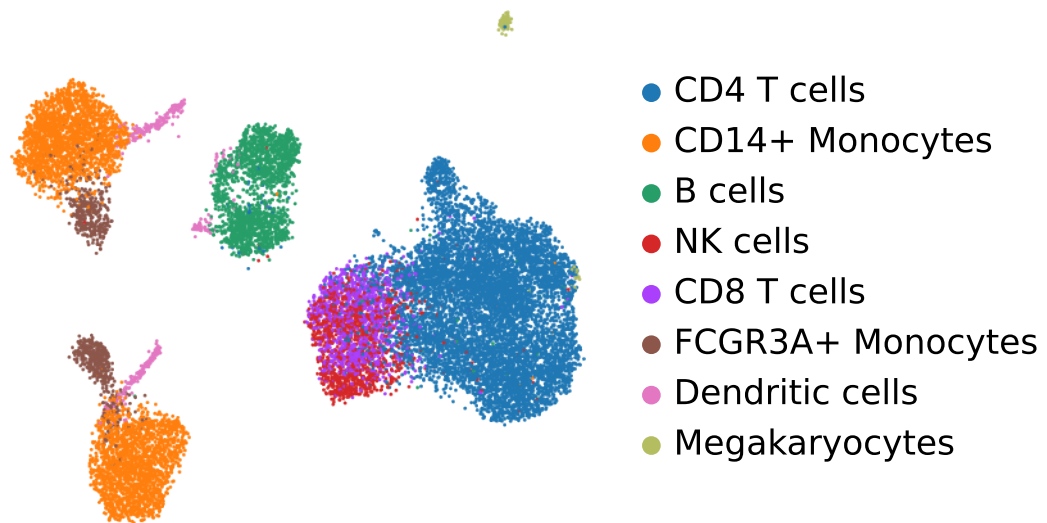 CD4 T cells
CD14+ Monocytes
B cells
NK cells
CD8 T cells
FCGR3A+ Monocytes
Dendritic cells
Megakaryocytes